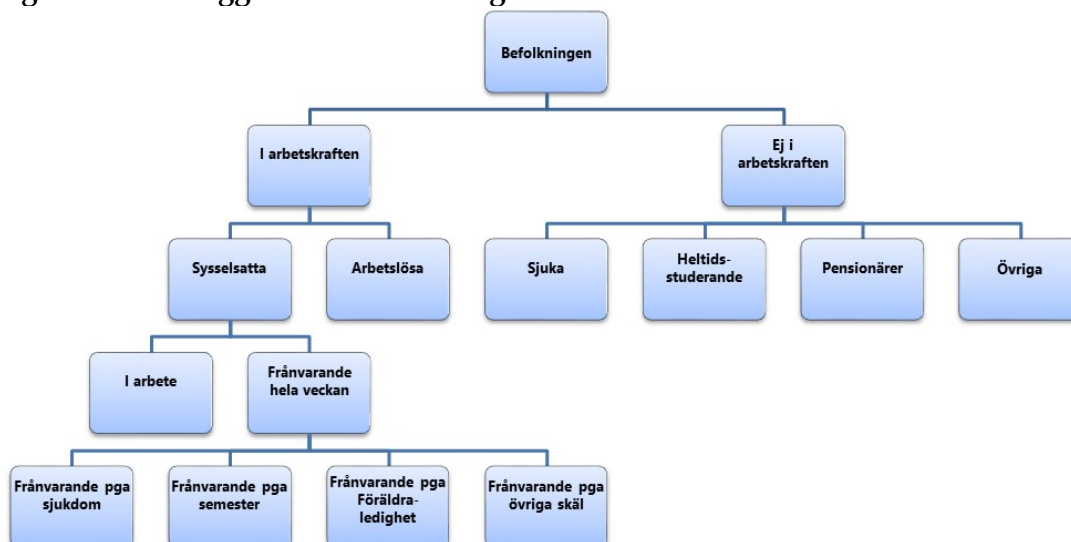 Befolkningen
I arbetskraften
Ej i
arbetskraften
Sysselsatta
Arbetslösa
Sjuka
Heltids-
studerande
Pensionärer
Övriga
I arbete
Frånvarande
hela veckan
Frånvarande pga
sjukdom
Frånvarande pga
semester
Frånvarande pga
Föräldra-
ledighet
Frånvarande pga
övriga skäl